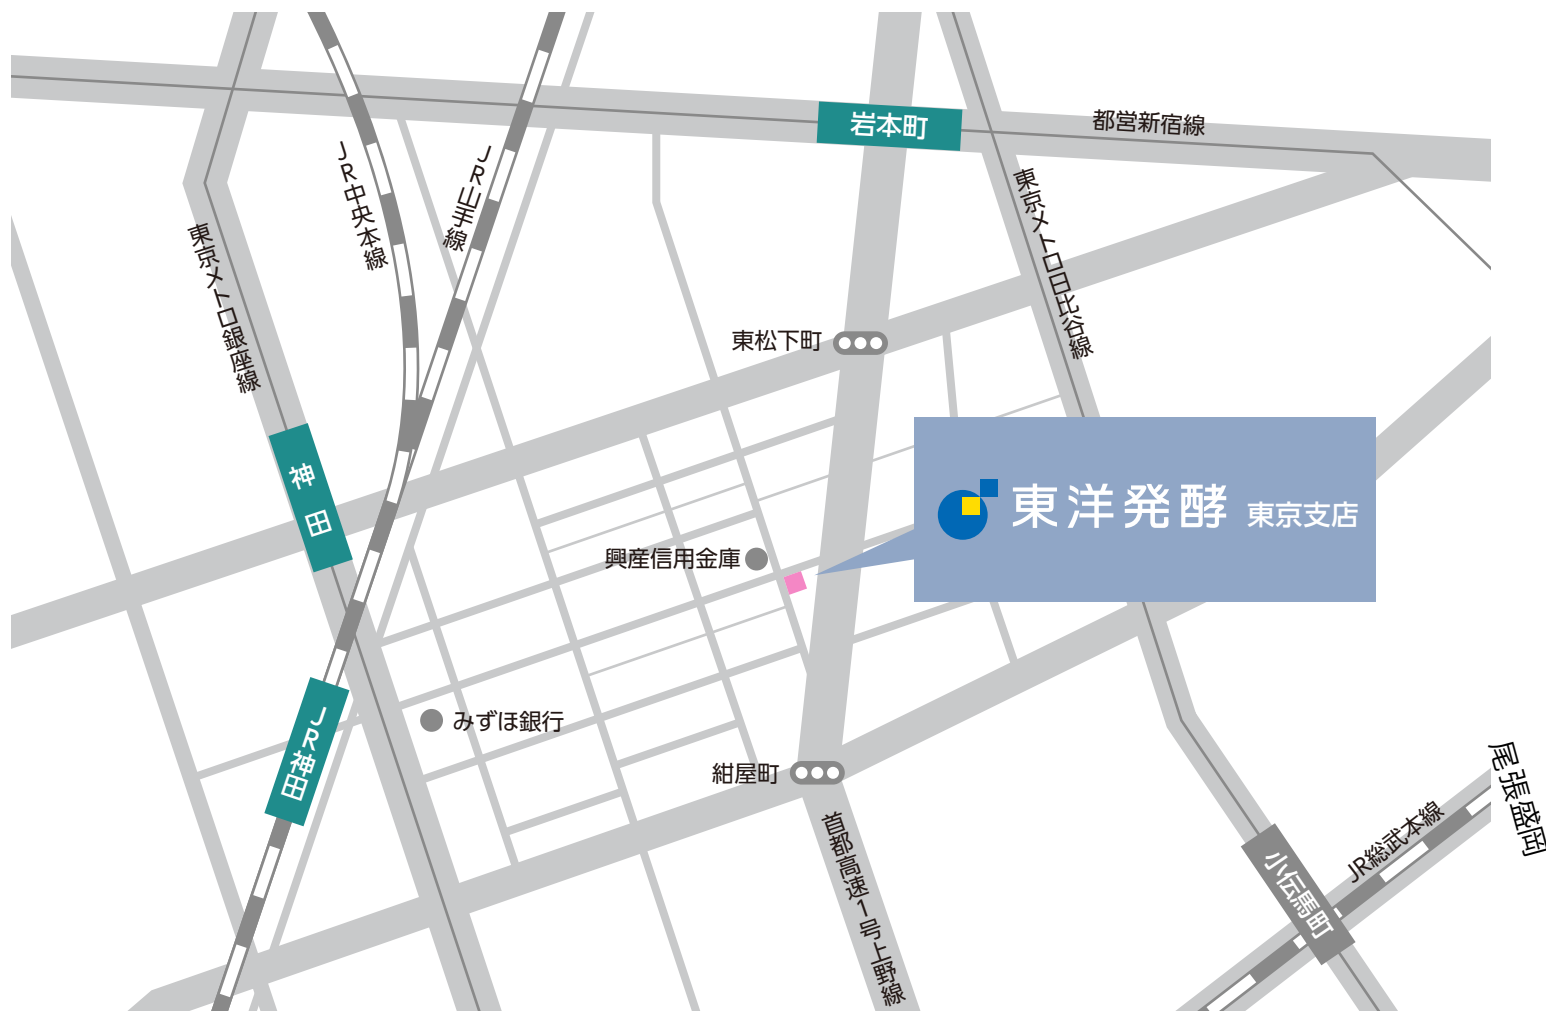 岩本町
都営新宿線
JR中央本線
JR山手線
東京メトロ日比谷線
東京メトロ銀座線
東松下町
神田
東洋発酵 東京支店
興産信用金庫
JR神田
みずほ銀行
紺屋町
首都高速1号上野線
尾張盛岡
JR総武本線
小伝馬町